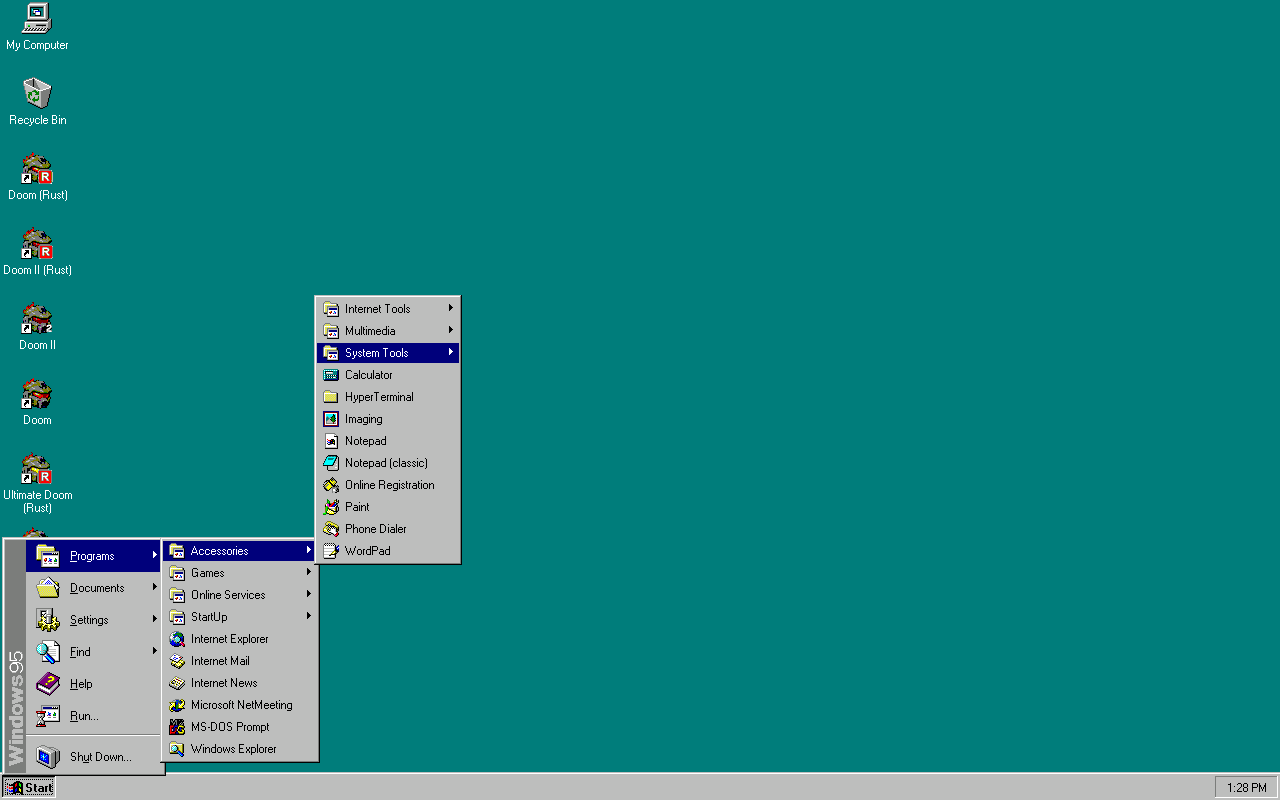 My Computer
Recycle Bin
Doom (Rust)
Doom II (Rust)
Doom II
Doom
Ultimate Doom
(Rust)
Internet Tools
Multimedia
System Tools
Calculator
HyperTerminal
Imaging
Notepad
Notepad (classic)
Online Registration
Paint
Phone Dialer
WordPad
Accessories
Games
Online Services
StartUp
Internet Explorer
Internet Mail
Internet News
Microsoft NetMeeting
MS-DOS Prompt
Windows Explorer
Programs
Documents
Settings
Find
Help
Run...
Shut Down...
Windows95
Start
1:28 PM